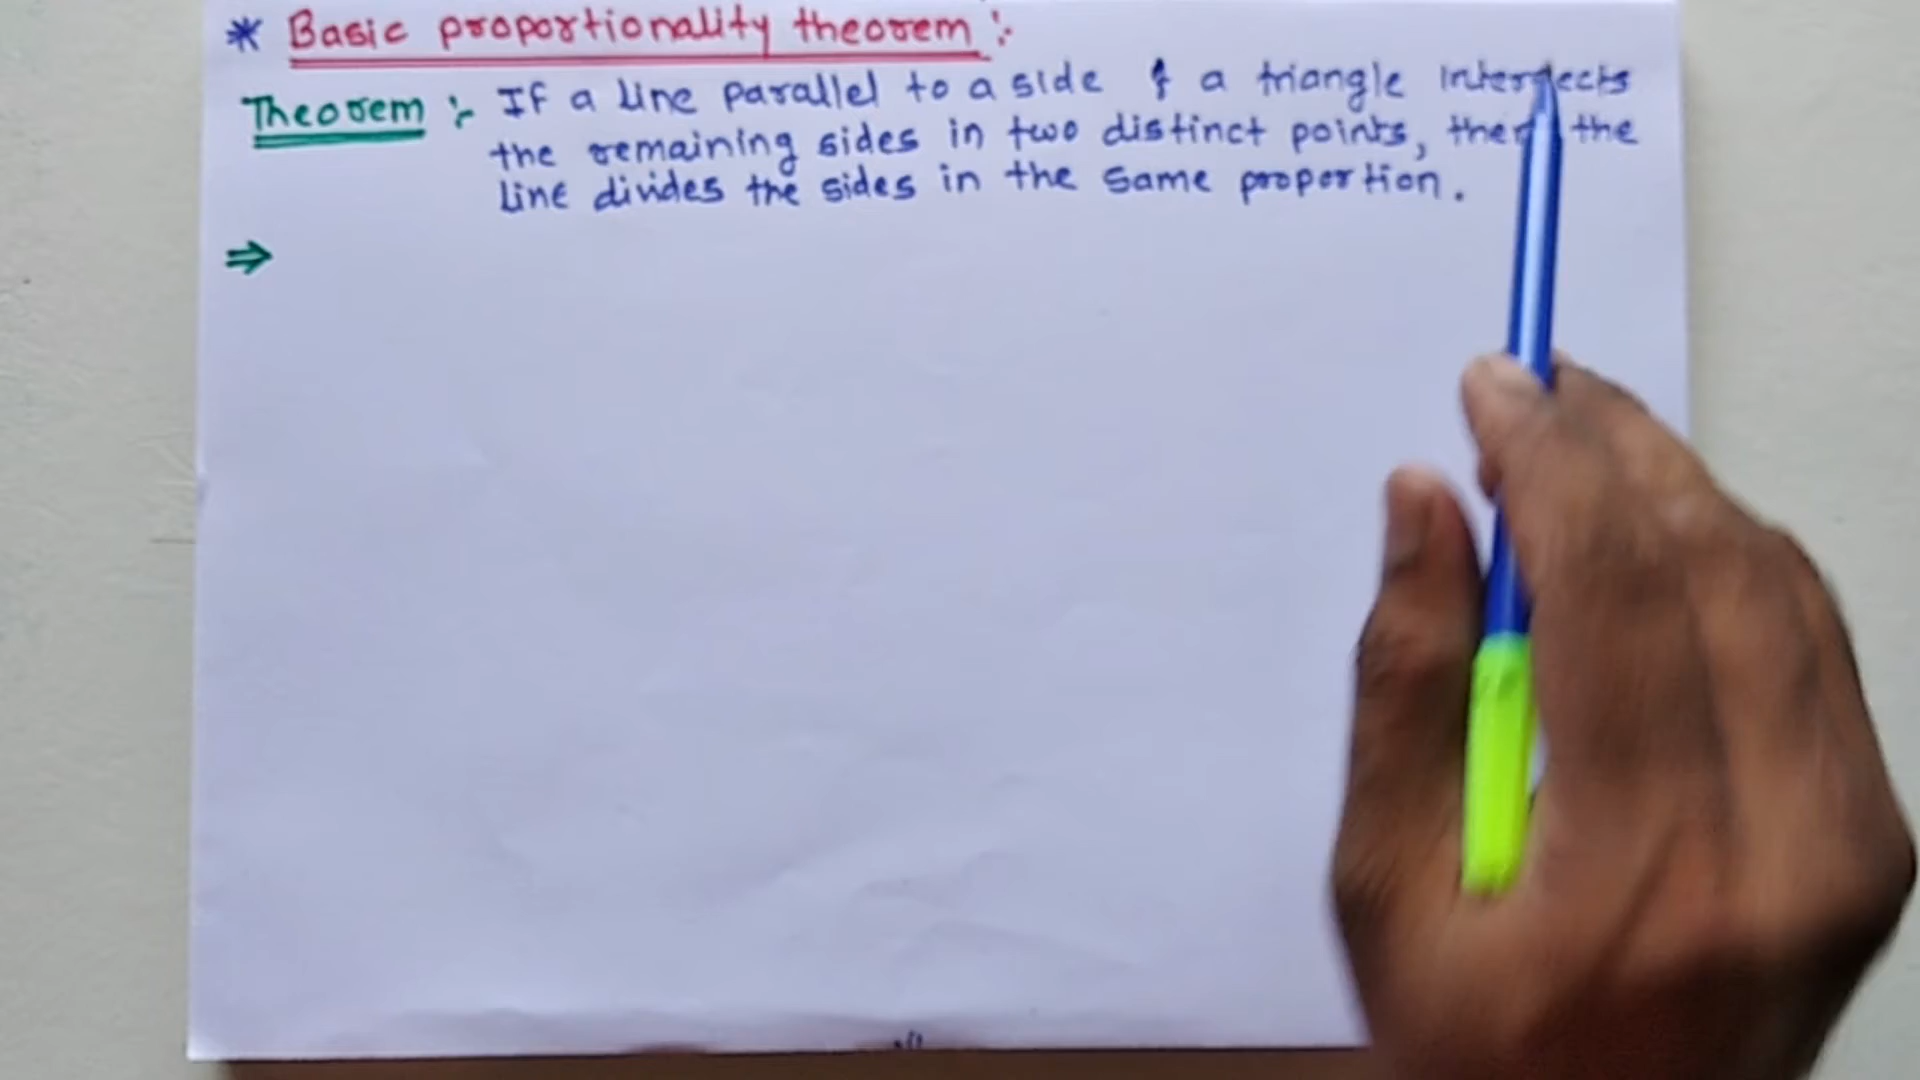 * Basic proportionality theorem :-
Theorem :- If a line parallel to a side of a triangle intersects
the remaining sides in two distinct points, then the
line divides the sides in the same proportion.
⇒